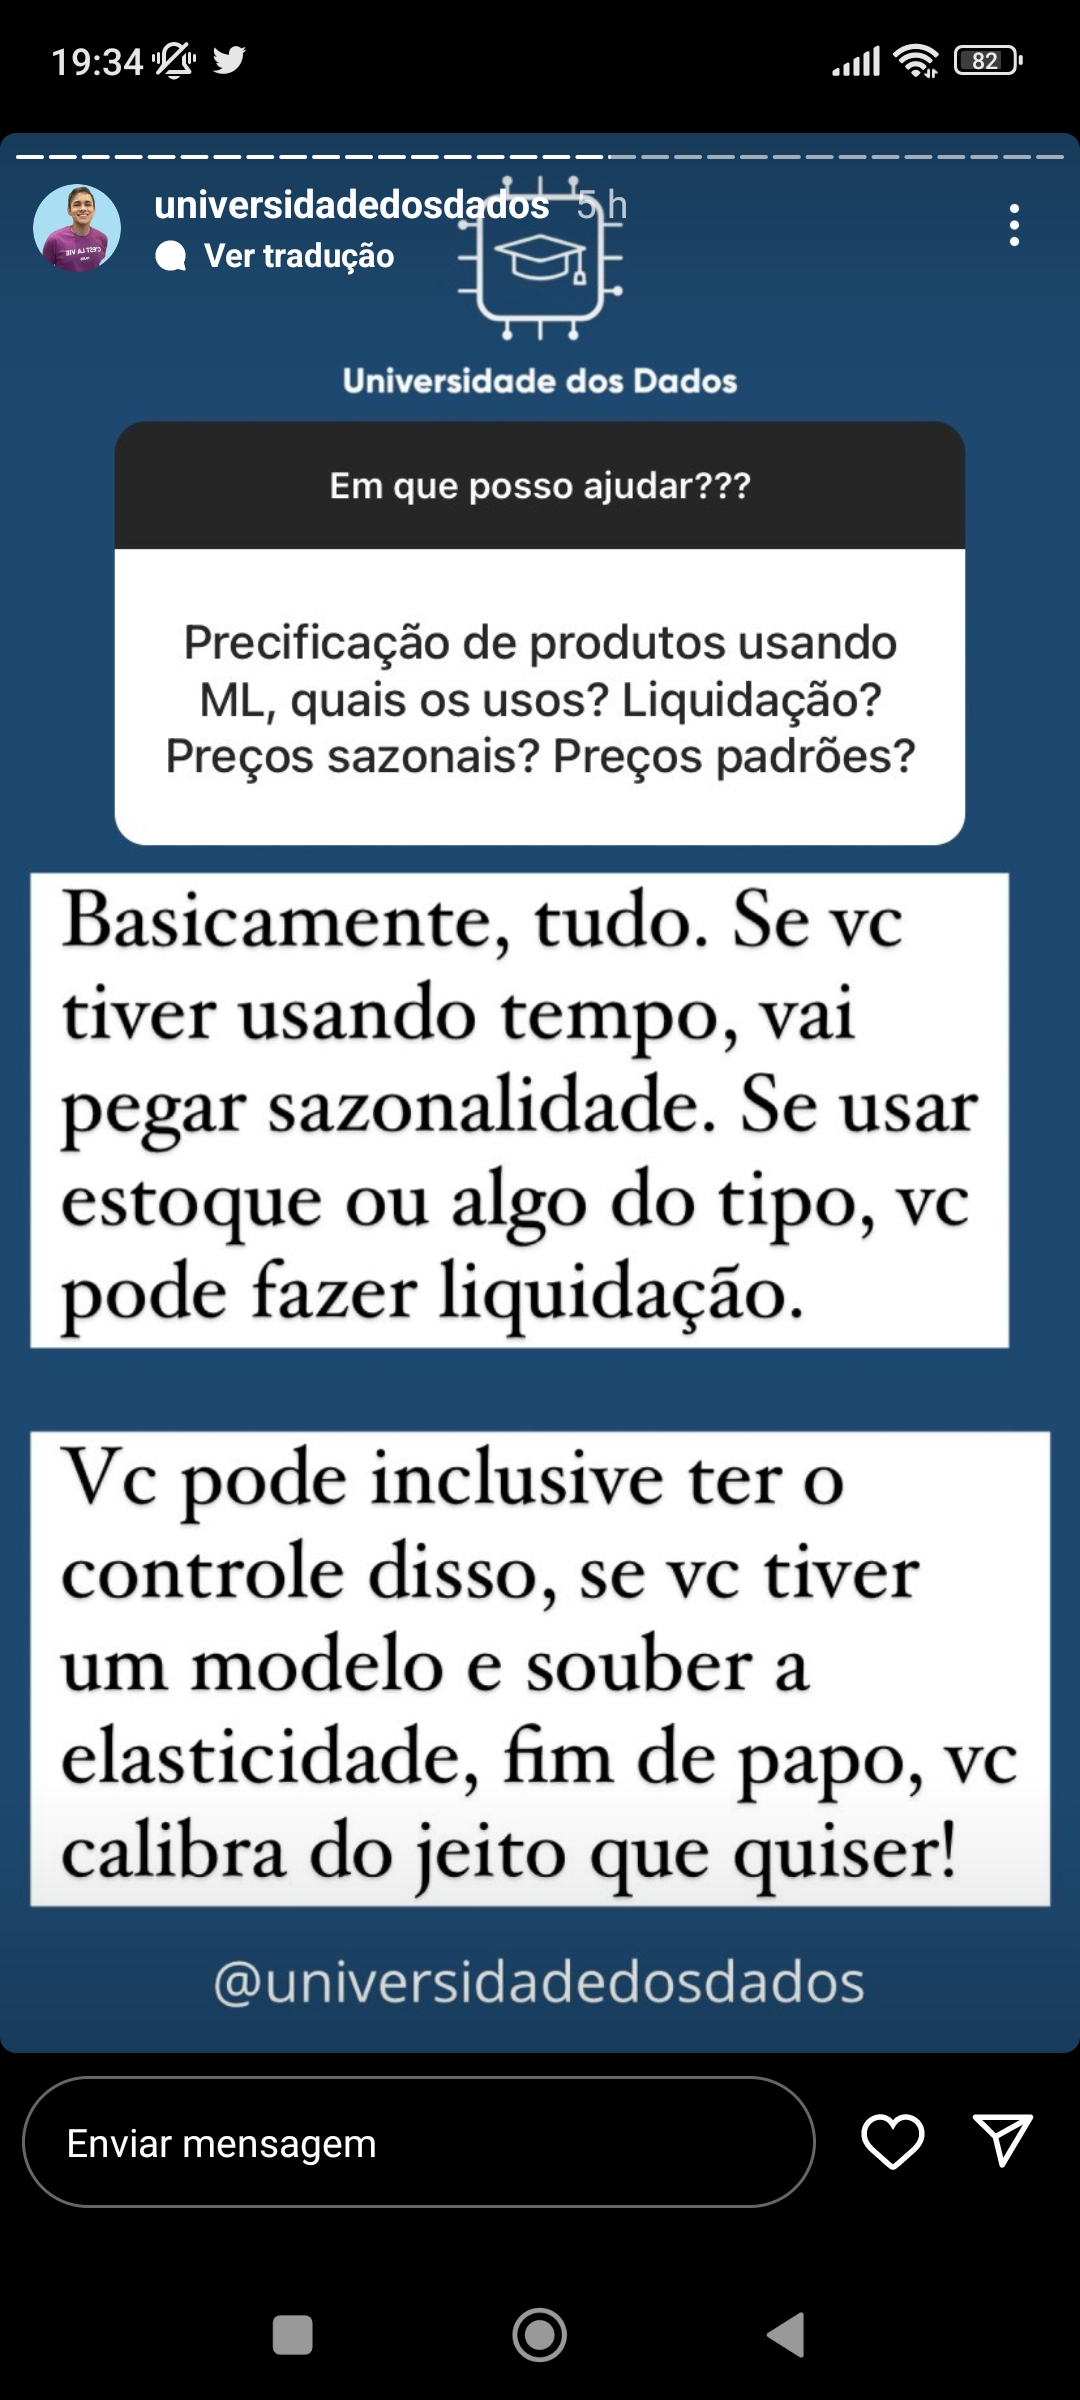 19:34
82
universidadedosdados 5 h
Ver tradução
Universidade dos Dados
Em que posso ajudar???
Precificação de produtos usando
ML, quais os usos? Liquidação?
Preços sazonais? Preços padrões?
Basicamente, tudo. Se vc
tiver usando tempo, vai
pegar sazonalidade. Se usar
estoque ou algo do tipo, vc
pode fazer liquidação.
Vc pode inclusive ter o
controle disso, se vc tiver
um modelo e souber a
elasticidade, fim de papo, vc
calibra do jeito que quiser!
@universidadedosdados
Enviar mensagem